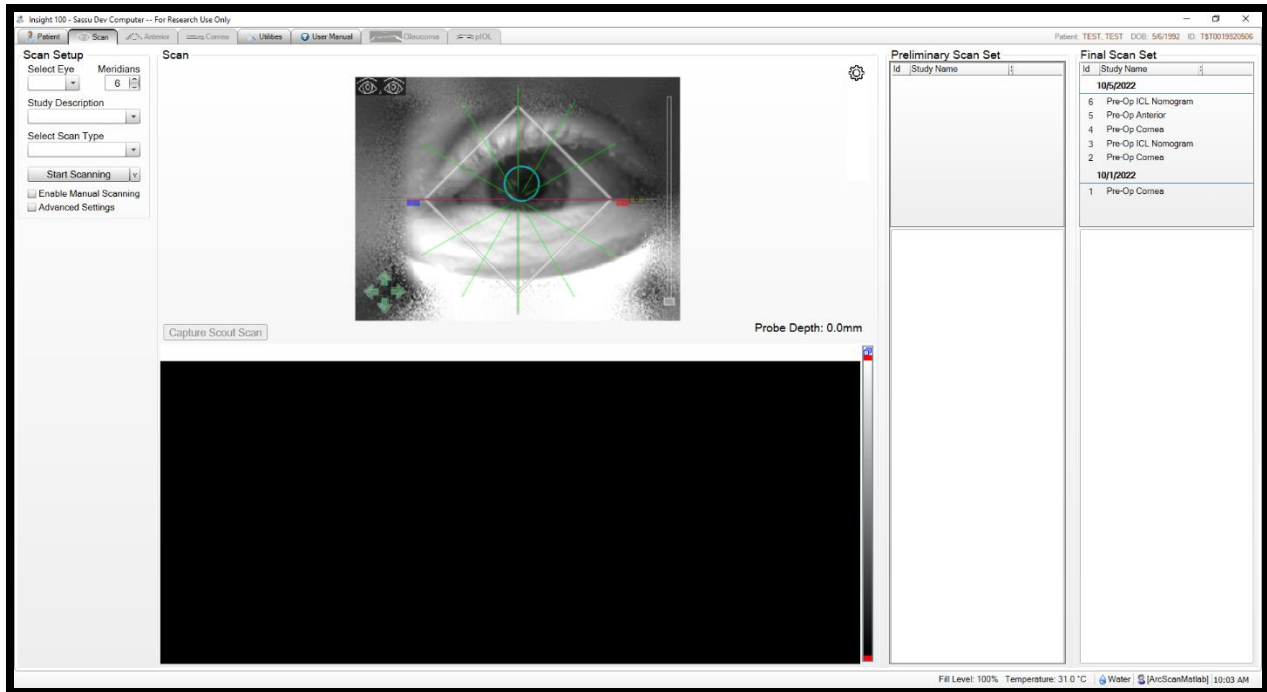 Insight 100 - Sassu Dev Computer -- For Research Use Only
Patient Scan Anterior Cornea Utilities User Manual Glaucoma pIOL
Patient: TEST, TEST DOB: 5/6/1992 ID: T$T0019920506
Scan Setup
Select Eye Meridians
6
Study Description
Select Scan Type
Start Scanning v
Enable Manual Scanning
Advanced Settings
Scan
Capture Scout Scan
Probe Depth: 0.0mm
Preliminary Scan Set
Id Study Name
Final Scan Set
Id Study Name
10/5/2022
6 Pre-Op ICL Nomogram
5 Pre-Op Anterior
4 Pre-Op Cornea
3 Pre-Op ICL Nomogram
2 Pre-Op Cornea
10/1/2022
1 Pre-Op Cornea
Fill Level: 100% Temperature: 31.0 °C Water [ArcScanMatlab] 10:03 AM